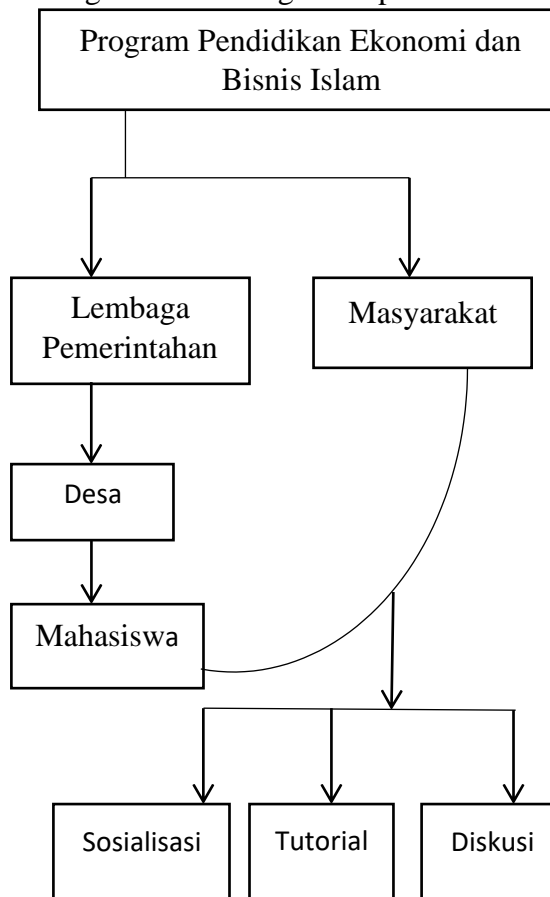 Program Pendidikan Ekonomi dan
Bisnis Islam
Lembaga
Pemerintahan
Masyarakat
Desa
Mahasiswa
Sosialisasi
Tutorial
Diskusi